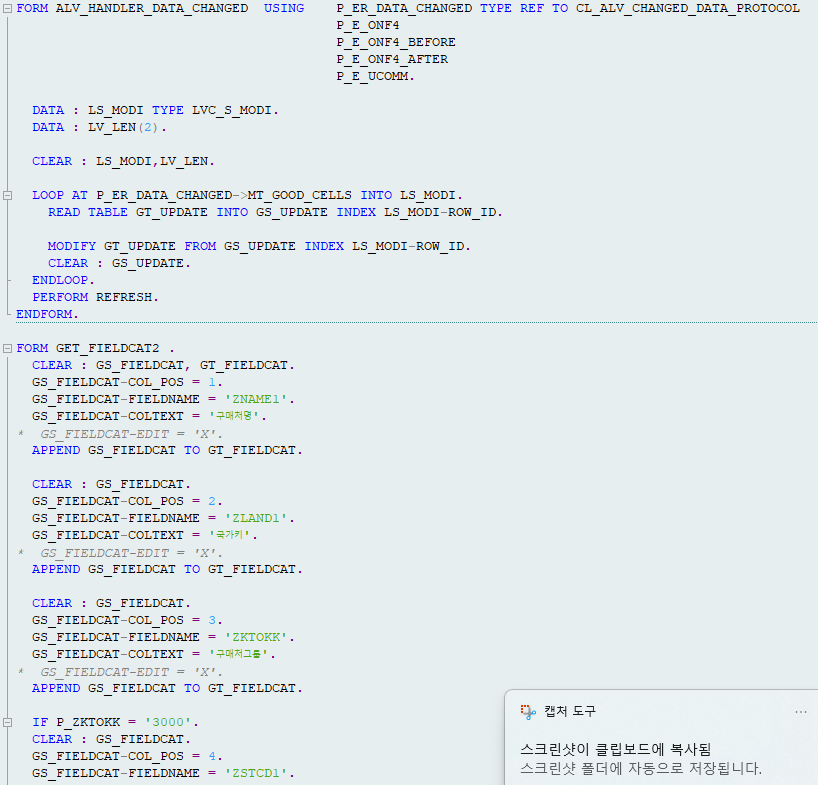 FORM ALV_HANDLER_DATA_CHANGED  USING    P_ER_DATA_CHANGED TYPE REF TO CL_ALV_CHANGED_DATA_PROTOCOL
                                        P_E_ONF4
                                        P_E_ONF4_BEFORE
                                        P_E_ONF4_AFTER
                                        P_E_UCOMM.

  DATA : LS_MODI TYPE LVC_S_MODI.
  DATA : LV_LEN(2).

  CLEAR : LS_MODI,LV_LEN.

  LOOP AT P_ER_DATA_CHANGED->MT_GOOD_CELLS INTO LS_MODI.
    READ TABLE GT_UPDATE INTO GS_UPDATE INDEX LS_MODI-ROW_ID.

    MODIFY GT_UPDATE FROM GS_UPDATE INDEX LS_MODI-ROW_ID.
    CLEAR : GS_UPDATE.
  ENDLOOP.
  PERFORM REFRESH.
ENDFORM.

FORM GET_FIELDCAT2 .
  CLEAR : GS_FIELDCAT, GT_FIELDCAT.
  GS_FIELDCAT-COL_POS = 1.
  GS_FIELDCAT-FIELDNAME = 'ZNAME1'.
  GS_FIELDCAT-COLTEXT = '구매처명'.
*  GS_FIELDCAT-EDIT = 'X'.
  APPEND GS_FIELDCAT TO GT_FIELDCAT.

  CLEAR : GS_FIELDCAT.
  GS_FIELDCAT-COL_POS = 2.
  GS_FIELDCAT-FIELDNAME = 'ZLAND1'.
  GS_FIELDCAT-COLTEXT = '국가키'.
*  GS_FIELDCAT-EDIT = 'X'.
  APPEND GS_FIELDCAT TO GT_FIELDCAT.

  CLEAR : GS_FIELDCAT.
  GS_FIELDCAT-COL_POS = 3.
  GS_FIELDCAT-FIELDNAME = 'ZKTOKK'.
  GS_FIELDCAT-COLTEXT = '구매처그룹'.
*  GS_FIELDCAT-EDIT = 'X'.
  APPEND GS_FIELDCAT TO GT_FIELDCAT.

  IF P_ZKTOKK = '3000'.
  CLEAR : GS_FIELDCAT.
  GS_FIELDCAT-COL_POS = 4.
  GS_FIELDCAT-FIELDNAME = 'ZSTCD1'.
캡처 도구
스크린샷이 클립보드에 복사됨
스크린샷 폴더에 자동으로 저장됩니다.